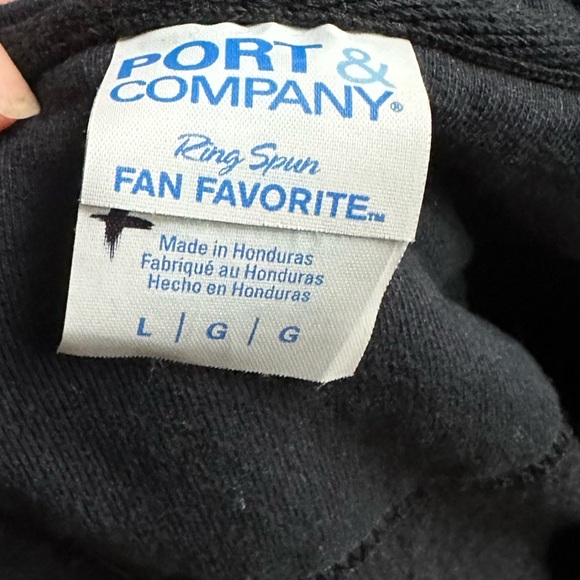 PORT &
COMPANY®
Ring Spun
FAN FAVORITE™
Made in Honduras
Fabriqué au Honduras
Hecho en Honduras
L / G / G